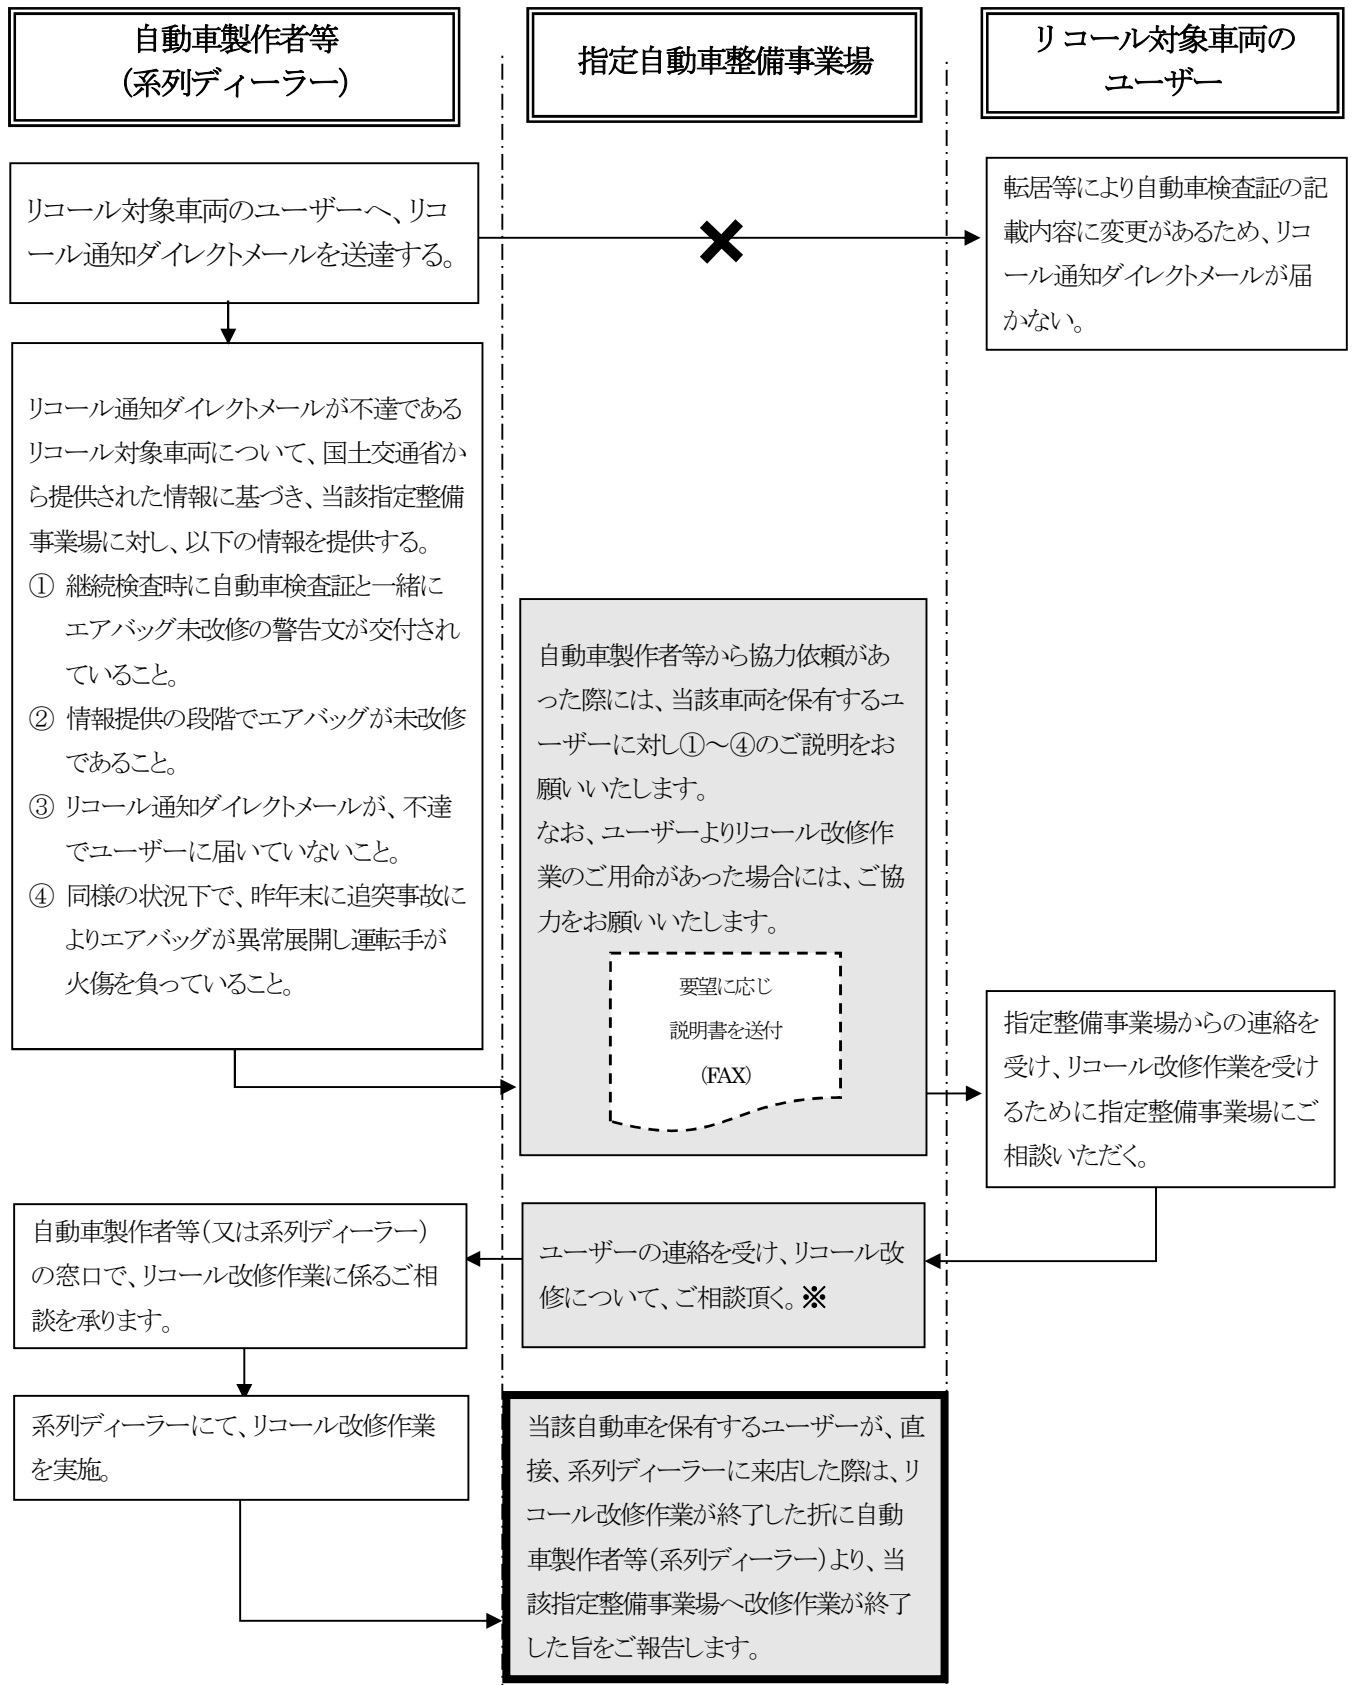 自動車製作者等
(系列ディーラー)
指定自動車整備事業場
リコール対象車両の
ユーザー
リコール対象車両のユーザーへ、リコ
ール通知ダイレクトメールを送達する。
転居等により自動車検査証の記
載内容に変更があるため、リコ
ール通知ダイレクトメールが届
かない。
リコール通知ダイレクトメールが不達である
リコール対象車両について、国土交通省か
ら提供された情報に基づき、当該指定整備
事業場に対し、以下の情報を提供する。
① 継続検査時に自動車検査証と一緒に
エアバッグ未改修の警告文が交付され
ていること。
② 情報提供の段階でエアバッグが未改修
であること。
③ リコール通知ダイレクトメールが、不達
でユーザーに届いていないこと。
④ 同様の状況下で、昨年末に追突事故に
よりエアバッグが異常展開し運転手が
火傷を負っていること。
自動車製作者等から協力依頼があ
った際には、当該車両を保有するユ
ーザーに対し①～④のご説明をお
願いいたします。
なお、ユーザーよりリコール改修作
業のご用命があった場合には、ご協
力をお願いいたします。
要望に応じ
説明書を送付
(FAX)
指定整備事業場からの連絡を
受け、リコール改修作業を受け
るために指定整備事業場にご
相談いただく。
自動車製作者等(又は系列ディーラー)
の窓口で、リコール改修作業に係るご相
談を承ります。
ユーザーの連絡を受け、リコール改
修について、ご相談頂く。※
系列ディーラーにて、リコール改修作業
を実施。
当該自動車を保有するユーザーが、直
接、系列ディーラーに来店した際は、リ
コール改修作業が終了した折に自動
車製作者等(系列ディーラー)より、当
該指定整備事業場へ改修作業が終了
した旨をご報告します。